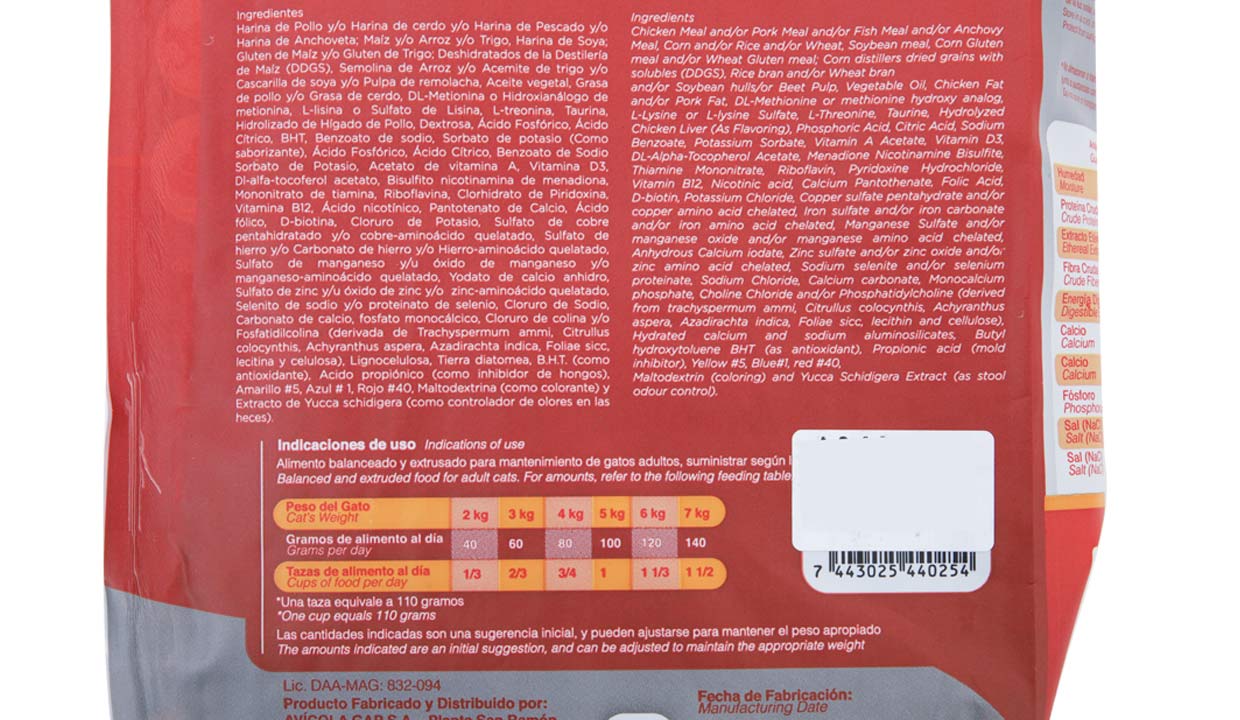 Ingredientes
Harina de Pollo y/o Harina de cerdo y/o Harina de Pescado y/o
Harina de Anchoveta; Maíz y/o Arroz y/o Trigo, Harina de Soya;
Gluten de Maíz y/o Gluten de Trigo; Deshidratados de la Destilería
de Maíz (DDGS), Semolina de Arroz y/o Acemite de trigo y/o
Cascarilla de soya y/o Pulpa de remolacha, Aceite vegetal, Grasa
de pollo y/o Grasa de cerdo, DL-Metionina o Hidroxianálogo de
metionina, L-lisina o Sulfato de Lisina, L-treonina, Taurina,
Hidrolizado de Hígado de Pollo, Dextrosa, Ácido Fosfórico, Ácido
Cítrico, BHT, Benzoato de sodio, Sorbato de potasio (Como
saborizante), Ácido Fosfórico, Ácido Cítrico, Benzoato de Sodio
Sorbato de Potasio, Acetato de vitamina A, Vitamina D3,
Dl-alfa-tocoferol acetato, Bisulfito nicotinamina de menadiona,
Mononitrato de tiamina, Riboflavina, Clorhidrato de Piridoxina,
Vitamina B12, Ácido nicotínico, Pantotenato de Calcio, Ácido
fólico, D-biotina, Cloruro de Potasio, Sulfato de cobre
pentahidratado y/o cobre-aminoácido quelatado, Sulfato de
hierro y/o Carbonato de hierro y/o Hierro-aminoácido quelatado,
Sulfato de manganeso y/u óxido de manganeso y/o
manganeso-aminoácido quelatado, Yodato de calcio anhidro,
Sulfato de zinc y/u óxido de zinc y/o zinc-aminoácido quelatado,
Selenito de sodio y/o proteinato de selenio, Cloruro de Sodio,
Carbonato de calcio, fosfato monocálcico, Cloruro de colina y/o
Fosfatidilcolina (derivada de Trachyspermum ammi, Citrullus
colocynthis, Achyranthus aspera, Azadirachta indica, Foliae sicc,
lecitina y celulosa), Lignocelulosa, Tierra diatomea, B.H.T. (como
antioxidante), Acido propiónico (como inhibidor de hongos),
Amarillo #5, Azul # 1, Rojo #40, Maltodextrina (como colorante) y
Extracto de Yucca schidigera (como controlador de olores en las
heces).
Ingredients
Chicken Meal and/or Pork Meal and/or Fish Meal and/or Anchovy
Meal, Corn and/or Rice and/or Wheat, Soybean meal, Corn Gluten
meal and/or Wheat Gluten meal; Corn distillers dried grains with
solubles (DDGS), Rice bran and/or Wheat bran
and/or Soybean hulls/or Beet Pulp, Vegetable Oil, Chicken Fat
and/or Pork Fat, DL-Methionine or methionine hydroxy analog,
L-Lysine or L-lysine Sulfate, L-Threonine, Taurine, Hydrolyzed
Chicken Liver (As Flavoring), Phosphoric Acid, Citric Acid, Sodium
Benzoate, Potassium Sorbate, Vitamin A Acetate, Vitamin D3,
DL-Alpha-Tocopherol Acetate, Menadione Nicotinamine Bisulfite,
Thiamine Mononitrate, Riboflavin, Pyridoxine Hydrochloride,
Vitamin B12, Nicotinic acid, Calcium Pantothenate, Folic Acid,
D-biotin, Potassium Chloride, Copper sulfate pentahydrate and/or
copper amino acid chelated, Iron sulfate and/or iron carbonate
and/or iron amino acid chelated, Manganese Sulfate and/or
manganese oxide and/or manganese amino acid chelated,
Anhydrous Calcium iodate, Zinc sulfate and/or zinc oxide and/or
zinc amino acid chelated, Sodium selenite and/or selenium
proteinate, Sodium Chloride, Calcium carbonate, Monocalcium
phosphate, Choline Chloride and/or Phosphatidylcholine (derived
from trachyspermum ammi, Citrullus colocynthis, Achyranthus
aspera, Azadirachta indica, Foliae sicc, lecithin and cellulose),
Hydrated calcium and sodium aluminosilicates, Butyl
hydroxytoluene BHT (as antioxidant), Propionic acid (mold
inhibitor), Yellow #5, Blue#1, red #40,
Maltodextrin (coloring) and Yucca Schidigera Extract (as stool
odour control).
Humedad
Moisture
Proteína Cruda
Crude
Extracto
Ethereal
Fibra Cruda
Crude
Energía
Digestible
Calcio
Calcium
Calcio
Calcium
Fósforo
Sal (NaCl
Salt (NaCl
Sal (NaCl
Salt (NaCl
Indicaciones de uso Indications of use
Alimento balanceado y extrusado para mantenimiento de gatos adultos, suministrar según l
Balanced and extruded food for adult cats. For amounts, refer to the following feeding table
Peso del Gato
Cat's Weight
2 kg 3 kg 4 kg 5 kg 6 kg 7 kg
Gramos de alimento al día
Grams per day
40 60 80 100 120 140
Tazas de alimento al día
Cups of food per day
1/3 2/3 3/4 1 1 1/3 1 1/2
*Una taza equivale a 110 gramos
*One cup equals 110 grams
Las cantidades indicadas son una sugerencia inicial, y pueden ajustarse para mantener el peso apropiado
The amounts indicated are an initial suggestion, and can be adjusted to maintain the appropriate weight
7 443025 440254
Lic. DAA-MAG: 832-094
Producto Fabricado y Distribuido por:
AVÍCOLA GAR S.A. - Planta San Ramón
Fecha de Fabricación:
Manufacturing Date